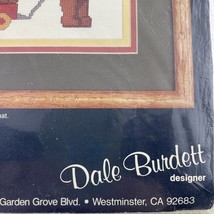 at.
Dale Burdett
designer
Garden Grove Blvd. • Westminster, CA 92683